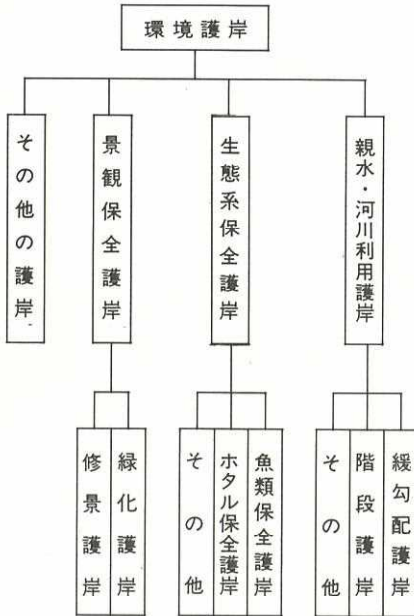 環境護岸
親水・河川利用護岸
生態系保全護岸
景観保全護岸
その他の護岸
緩勾配護岸
階段護岸
その他
魚類保全護岸
ホタル保全護岸
その他
緑化護岸
修景護岸